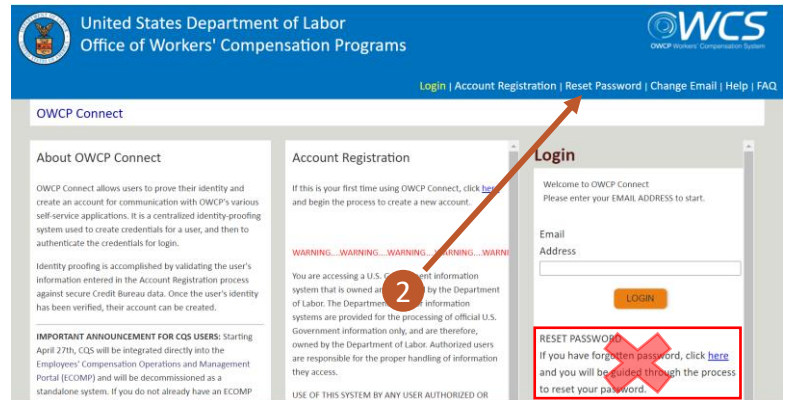 United States Department of Labor
Office of Workers' Compensation Programs
OWCS
OWCP Workers' Compensation System
Login | Account Registration | Reset Password | Change Email | Help | FAQ
OWCP Connect
About OWCP Connect
OWCP Connect allows users to prove their identity and
create an account for communication with OWCP's various
self-service applications. It is a centralized identity-proofing
system used to create credentials for a user, and then to
authenticate the credentials for login.
Identity proofing is accomplished by validating the user's
information entered in the Account Registration process
against secure Credit Bureau data. Once the user's identity
has been verified, their account can be created.
IMPORTANT ANNOUNCEMENT FOR CQS USERS: Starting
April 27th, CQS will be integrated directly into the
Employees' Compensation Operations and Management
Portal (ECOMP) and will be decommissioned as a
standalone system. If you do not already have an ECOMP
Account Registration
If this is your first time using OWCP Connect, click here
and begin the process to create a new account.
WARNING....WARNING....WARNING....WARNING....WARNI
You are accessing a U.S. Government information
system that is owned and by the Department
of Labor. The Department information
systems are provided for the processing of official U.S.
Government information only, and are therefore,
owned by the Department of Labor. Authorized users
are responsible for the proper handling of information
they access.
USE OF THIS SYSTEM BY ANY USER AUTHORIZED OR
2
Login
Welcome to OWCP Connect
Please enter your EMAIL ADDRESS to start.
Email
Address
LOGIN
RESET PASSWORD
If you have forgotten password, click here
and you will be guided through the process
to reset your password.